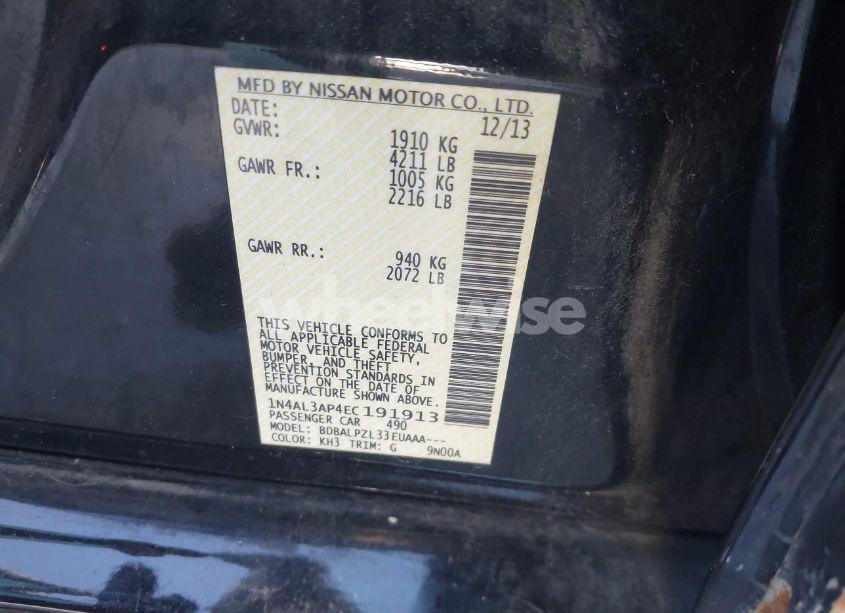 MFD BY NISSAN MOTOR CO., LTD.
DATE: 12/13
GVWR: 1910 KG
4211 LB
GAWR FR.: 1005 KG
2216 LB
GAWR RR.: 940 KG
2072 LB
wheelwise
THIS VEHICLE CONFORMS TO
ALL APPLICABLE FEDERAL
MOTOR VEHICLE SAFETY,
BUMPER, AND THEFT
PREVENTION STANDARDS IN
EFFECT ON THE DATE OF
MANUFACTURE SHOWN ABOVE.
1N4AL3AP4EC191913
PASSENGER CAR 490
MODEL: BDBALPZL33EUAAA---
COLOR: KH3 TRIM: G 9N00A